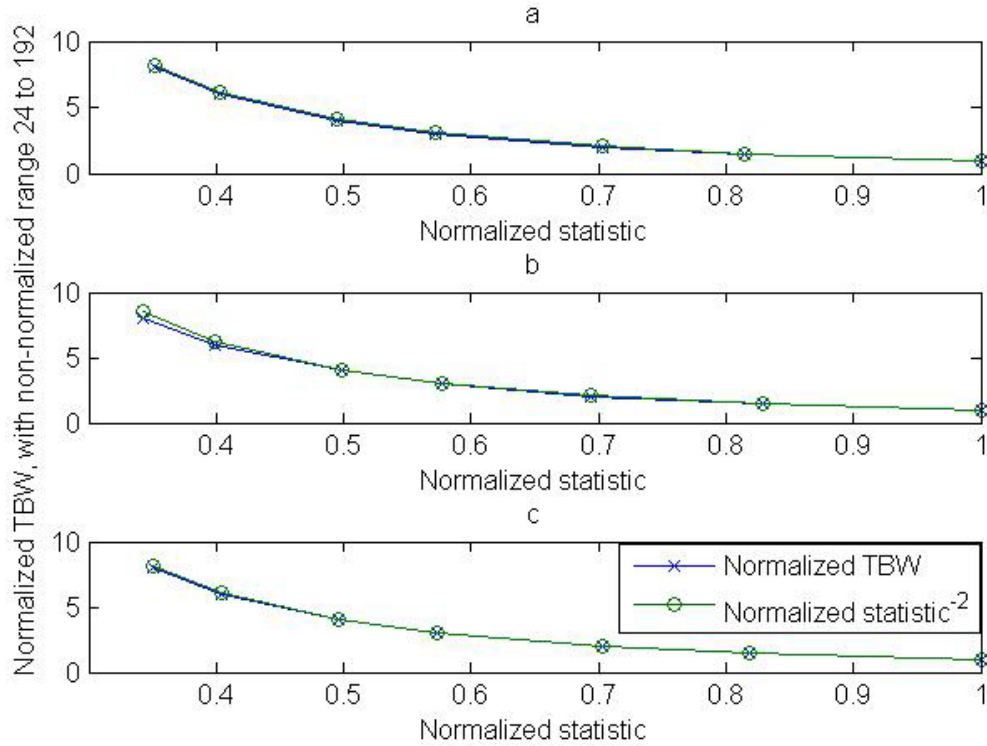 Normalized TBW, with non-normalized range 24 to 192
a
10
5
0
0.4 0.5 0.6 0.7 0.8 0.9 1
Normalized statistic
b
10
5
0
0.4 0.5 0.6 0.7 0.8 0.9 1
Normalized statistic
c
10
5
0
Normalized TBW
Normalized statistic⁻²
0.4 0.5 0.6 0.7 0.8 0.9 1
Normalized statistic